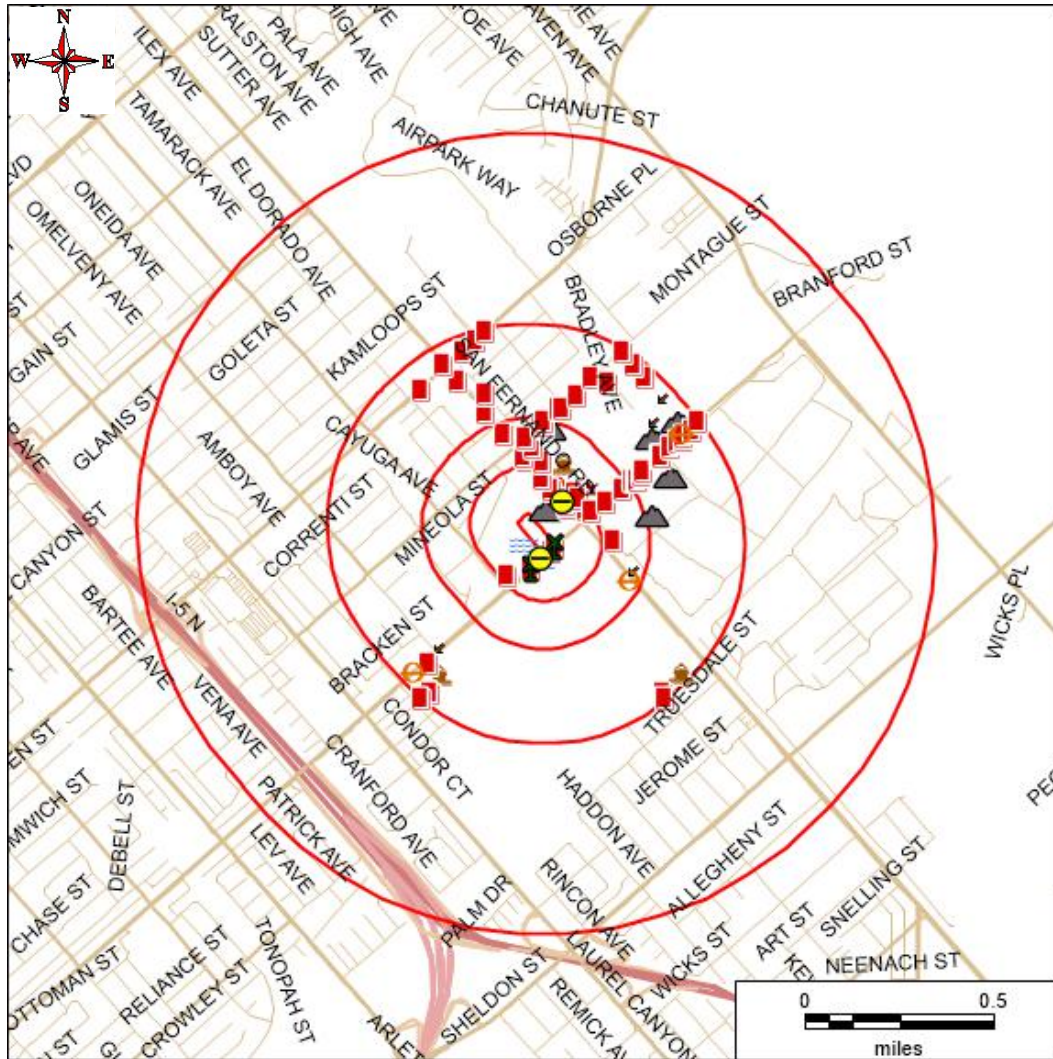 N
W E
S
ILEX AVE
RALSTON AVE
SUTTER AVE
PALA AVE
HIGH AVE
AVEN AVE
CHANUTE ST
AIRPARK WAY
TAMARACK AVE
EL DORADO AVE
OSBORNE PL
ONEIDA AVE
OMELVENY AVE
MONTAGUE ST
BRANFORD ST
GAIN ST
GOLETA ST
KAMLOOPS ST
BRADLEY AVE
SAN FERNANDO RD
GLAMIS ST
AMBOY AVE
CAYUGA AVE
CORRENTI ST
MINEOLA ST
CANYON ST
BARTEE AVE
I-5 N
BRACKEN ST
WICKS PL
VENA AVE
CONDOR CT
TRUESDALE ST
CRANFORD AVE
JEROME ST
HADDON AVE
PATRICK AVE
DEBELL ST
LEV AVE
ALLEGHENY ST
SNELLING ST
CHASE ST
PALM DR
RINCON AVE
ART ST
TONOPAH ST
RELIANCE ST
CROWLEY ST
OTTOMAN ST
SHELDON ST
LAUREL CANYON
WICKS ST
REMICK AV
NEENACH ST
ARLET
0 0.5
miles